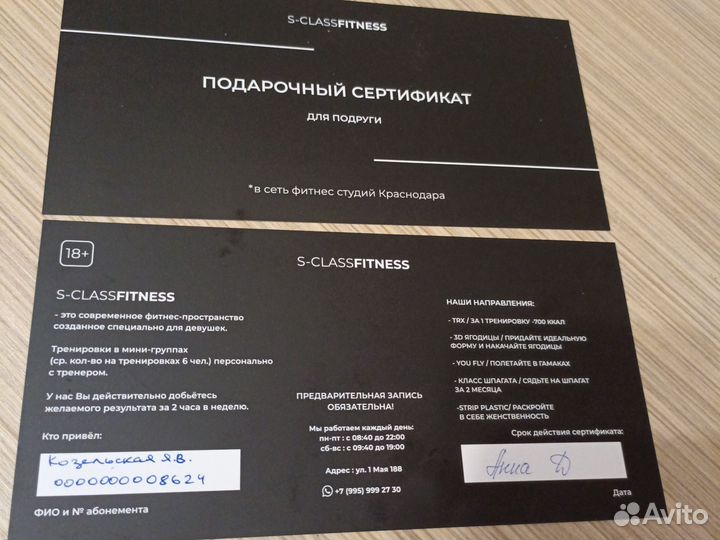 S-CLASSFITNESS
ПОДАРОЧНЫЙ СЕРТИФИКАТ
ДЛЯ ПОДРУГИ
*в сеть фитнес студий Краснодара
18+
S-CLASSFITNESS
S-CLASSFITNESS
- это современное фитнес-пространство
созданное специально для девушек.
Тренировки в мини-группах
(ср. кол-во на тренировках 6 чел.) персонально
с тренером.
У нас Вы действительно добьётесь
желаемого результата за 2 часа в неделю.
Кто привёл:
Козельская Я.В.
0000000008624
ФИО и № абонемента
ПРЕДВАРИТЕЛЬНАЯ ЗАПИСЬ
ОБЯЗАТЕЛЬНА!
Мы работаем каждый день:
пн-пт : с 08:40 до 22:00
сб-вс : с 09:40 до 19:00
Адрес : ул. 1 Мая 188
+7 (995) 999 27 30
НАШИ НАПРАВЛЕНИЯ:
- TRX / ЗА 1 ТРЕНИРОВКУ -700 ККАЛ
- 3D ЯГОДИЦЫ / ПРИДАЙТЕ ИДЕАЛЬНУЮ
ФОРМУ И НАКАЧАЙТЕ ЯГОДИЦЫ
- YOU FLY / ПОЛЕТАЙТЕ В ГАМАКАХ
- КЛАСС ШПАГАТА / СЯДЬТЕ НА ШПАГАТ
ЗА 2 МЕСЯЦА
-STRIP PLASTIC/ РАСКРОЙТЕ
В СЕБЕ ЖЕНСТВЕННОСТЬ
Срок действия сертификата:
Анна Д
Дата
Avito